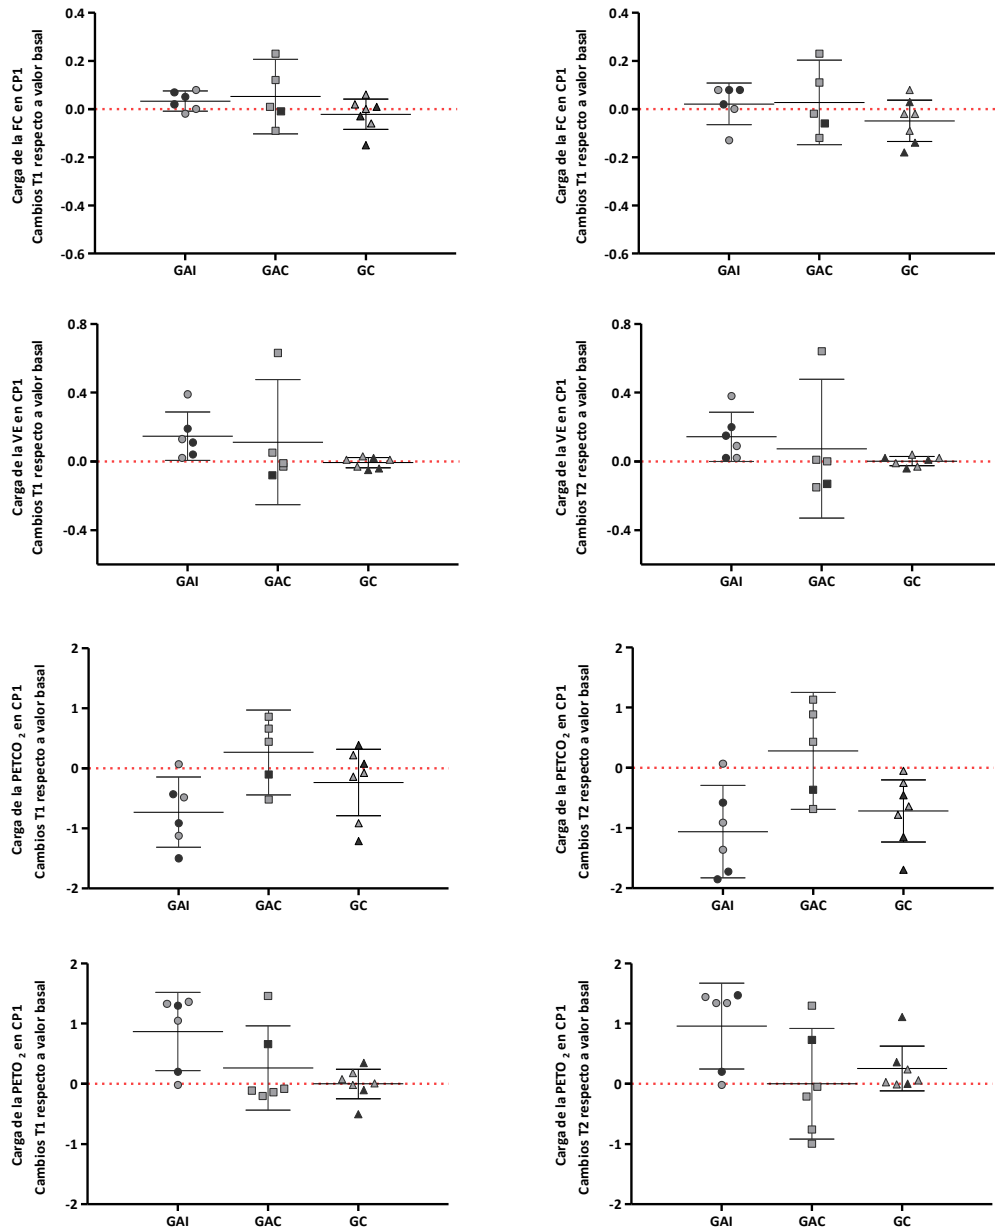 Carga de la FC en CP1
Cambios T1 respecto a valor basal
0.4
0.2
0.0
-0.2
-0.4
-0.6
GAI GAC GC
Carga de la FC en CP1
Cambios T1 respecto a valor basal
0.4
0.2
0.0
-0.2
-0.4
-0.6
GAI GAC GC
Carga de la VE en CP1
Cambios T1 respecto a valor basal
0.8
0.4
0.0
-0.4
GAI GAC GC
Carga de la VE en CP1
Cambios T2 respecto a valor basal
0.8
0.4
0.0
-0.4
GAI GAC GC
Carga de la PETCO2 en CP1
Cambios T1 respecto a valor basal
2
1
0
-1
-2
GAI GAC GC
Carga de la PETCO2 en CP1
Cambios T2 respecto a valor basal
2
1
0
-1
-2
GAI GAC GC
Carga de la PETO2 en CP1
Cambios T1 respecto a valor basal
2
1
0
-1
-2
GAI GAC GC
Carga de la PETO2 en CP1
Cambios T2 respecto a valor basal
2
1
0
-1
-2
GAI GAC GC